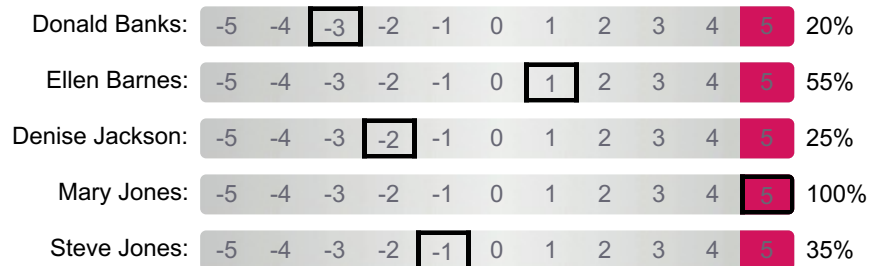 Donald Banks: -5 -4 -3 -2 -1 0 1 2 3 4 5 20%
Ellen Barnes: -5 -4 -3 -2 -1 0 1 2 3 4 5 55%
Denise Jackson: -5 -4 -3 -2 -1 0 1 2 3 4 5 25%
Mary Jones: -5 -4 -3 -2 -1 0 1 2 3 4 5 100%
Steve Jones: -5 -4 -3 -2 -1 0 1 2 3 4 5 35%